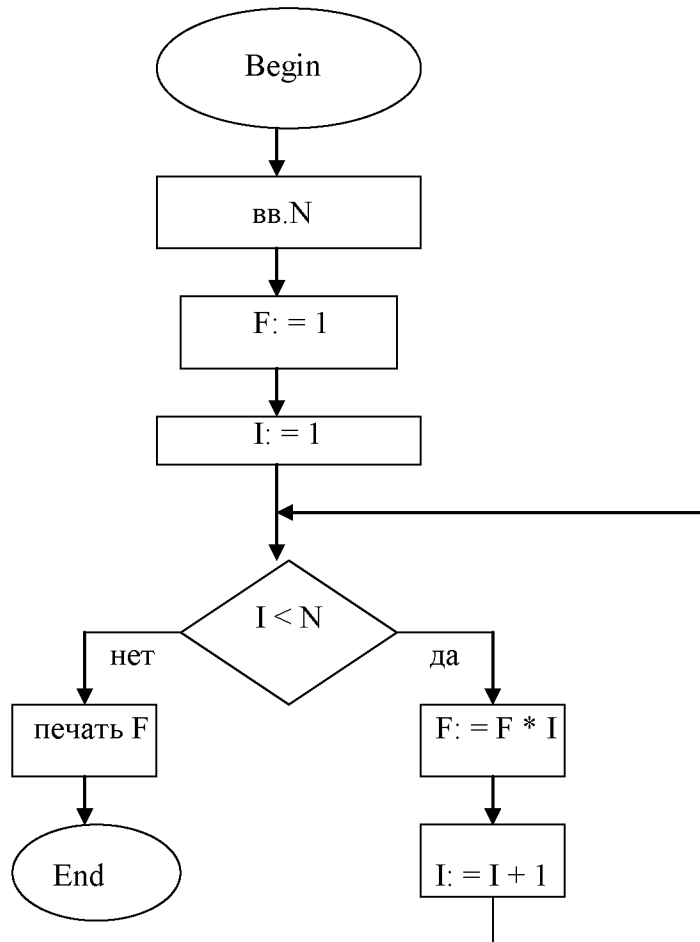 Begin
вв.N
F: = 1
I: = 1
I < N
нет
да
печать F
F: = F * I
End
I: = I + 1